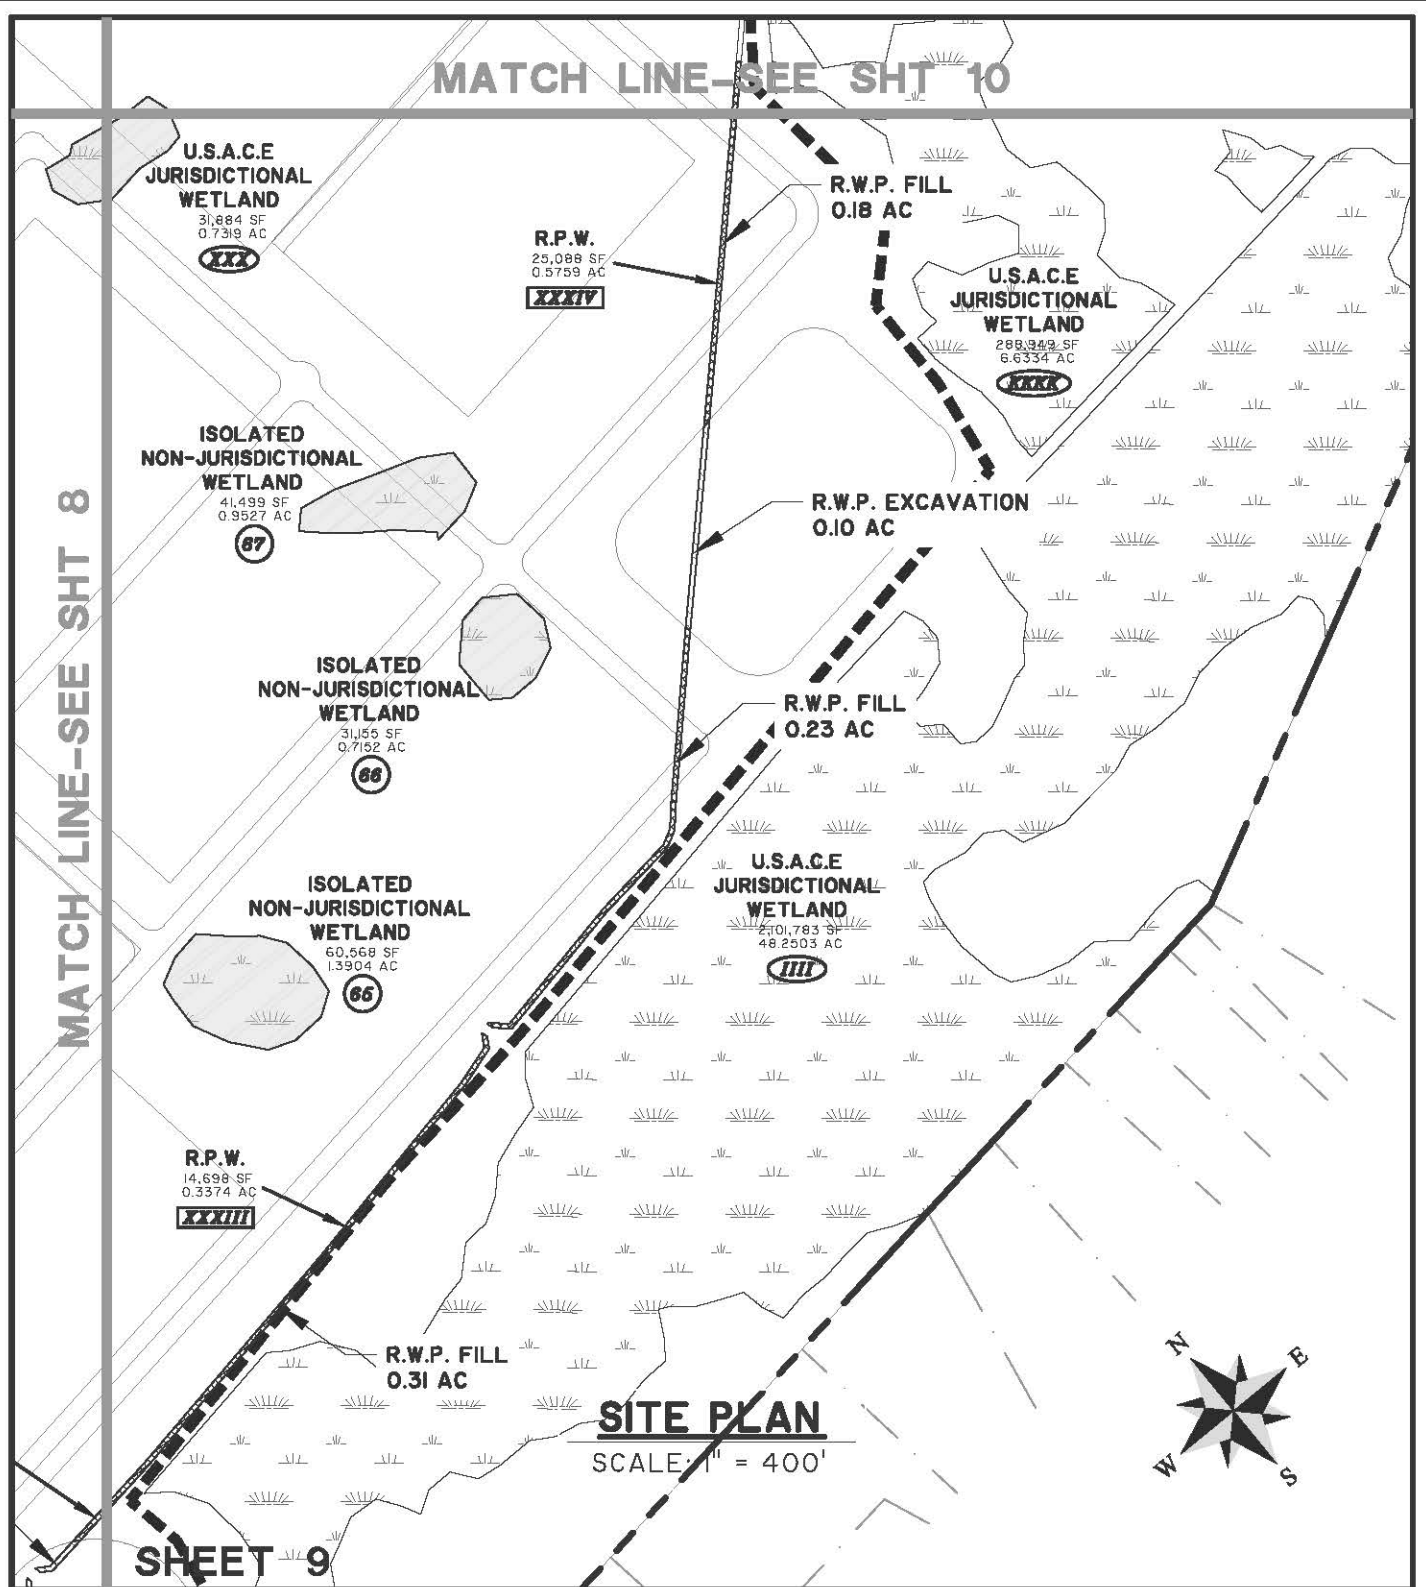 MATCH LINE-SEE SHT 10
MATCH LINE-SEE SHT 8
U.S.A.C.E
JURISDICTIONAL
WETLAND
31,884 SF
0.7319 AC
XXX
R.P.W.
25,088 SF
0.5759 AC
XXXIV
R.W.P. FILL
0.18 AC
U.S.A.C.E
JURISDICTIONAL
WETLAND
288,949 SF
6.6334 AC
KKKK
ISOLATED
NON-JURISDICTIONAL
WETLAND
41,499 SF
0.9527 AC
67
R.W.P. EXCAVATION
0.10 AC
ISOLATED
NON-JURISDICTIONAL
WETLAND
31,155 SF
0.7152 AC
66
R.W.P. FILL
0.23 AC
ISOLATED
NON-JURISDICTIONAL
WETLAND
60,568 SF
1.3904 AC
65
U.S.A.C.E
JURISDICTIONAL
WETLAND
2,101,783 SF
48.2503 AC
IIII
R.P.W.
14,698 SF
0.3374 AC
XXXIII
R.W.P. FILL
0.31 AC
SITE PLAN
SCALE: 1" = 400'
N
E
W
S
SHEET 9